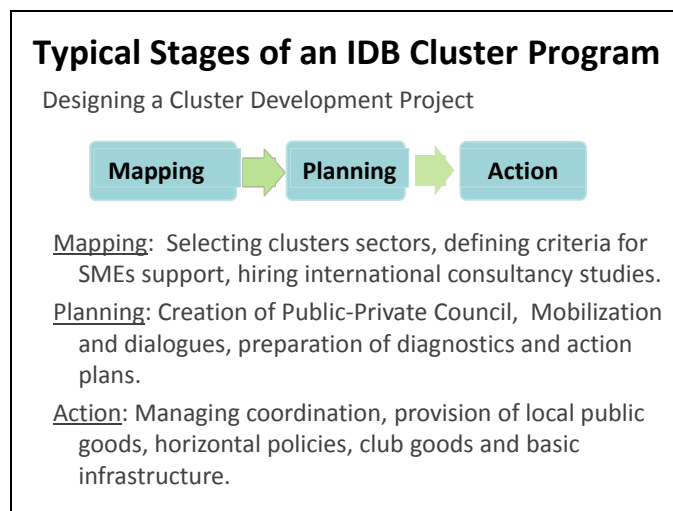 Typical Stages of an IDB Cluster Program
Designing a Cluster Development Project
Mapping Planning Action
Mapping: Selecting clusters sectors, defining criteria for
SMEs support, hiring international consultancy studies.
Planning: Creation of Public-Private Council, Mobilization
and dialogues, preparation of diagnostics and action
plans.
Action: Managing coordination, provision of local public
goods, horizontal policies, club goods and basic
infrastructure.